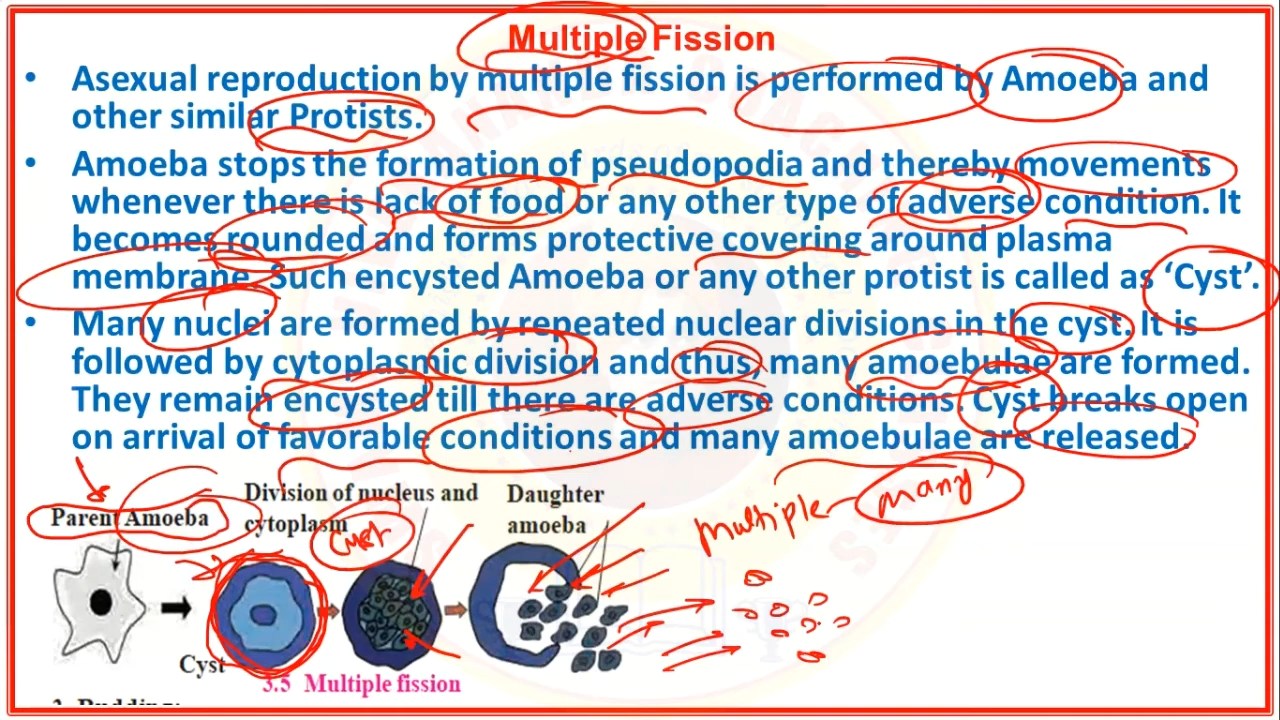 Multiple Fission
• Asexual reproduction by multiple fission is performed by Amoeba and
other similar Protists.
• Amoeba stops the formation of pseudopodia and thereby movements
whenever there is lack of food or any other type of adverse condition. It
becomes rounded and forms protective covering around plasma
membrane. Such encysted Amoeba or any other protist is called as ‘Cyst’.
• Many nuclei are formed by repeated nuclear divisions in the cyst. It is
followed by cytoplasmic division and thus, many amoebulae are formed.
They remain encysted till there are adverse conditions. Cyst breaks open
on arrival of favorable conditions and many amoebulae are released.
Parent Amoeba
Division of nucleus and
cytoplasm
Cyst
Daughter
amoeba
Multiple - Many
Cyst
3.5 Multiple fission